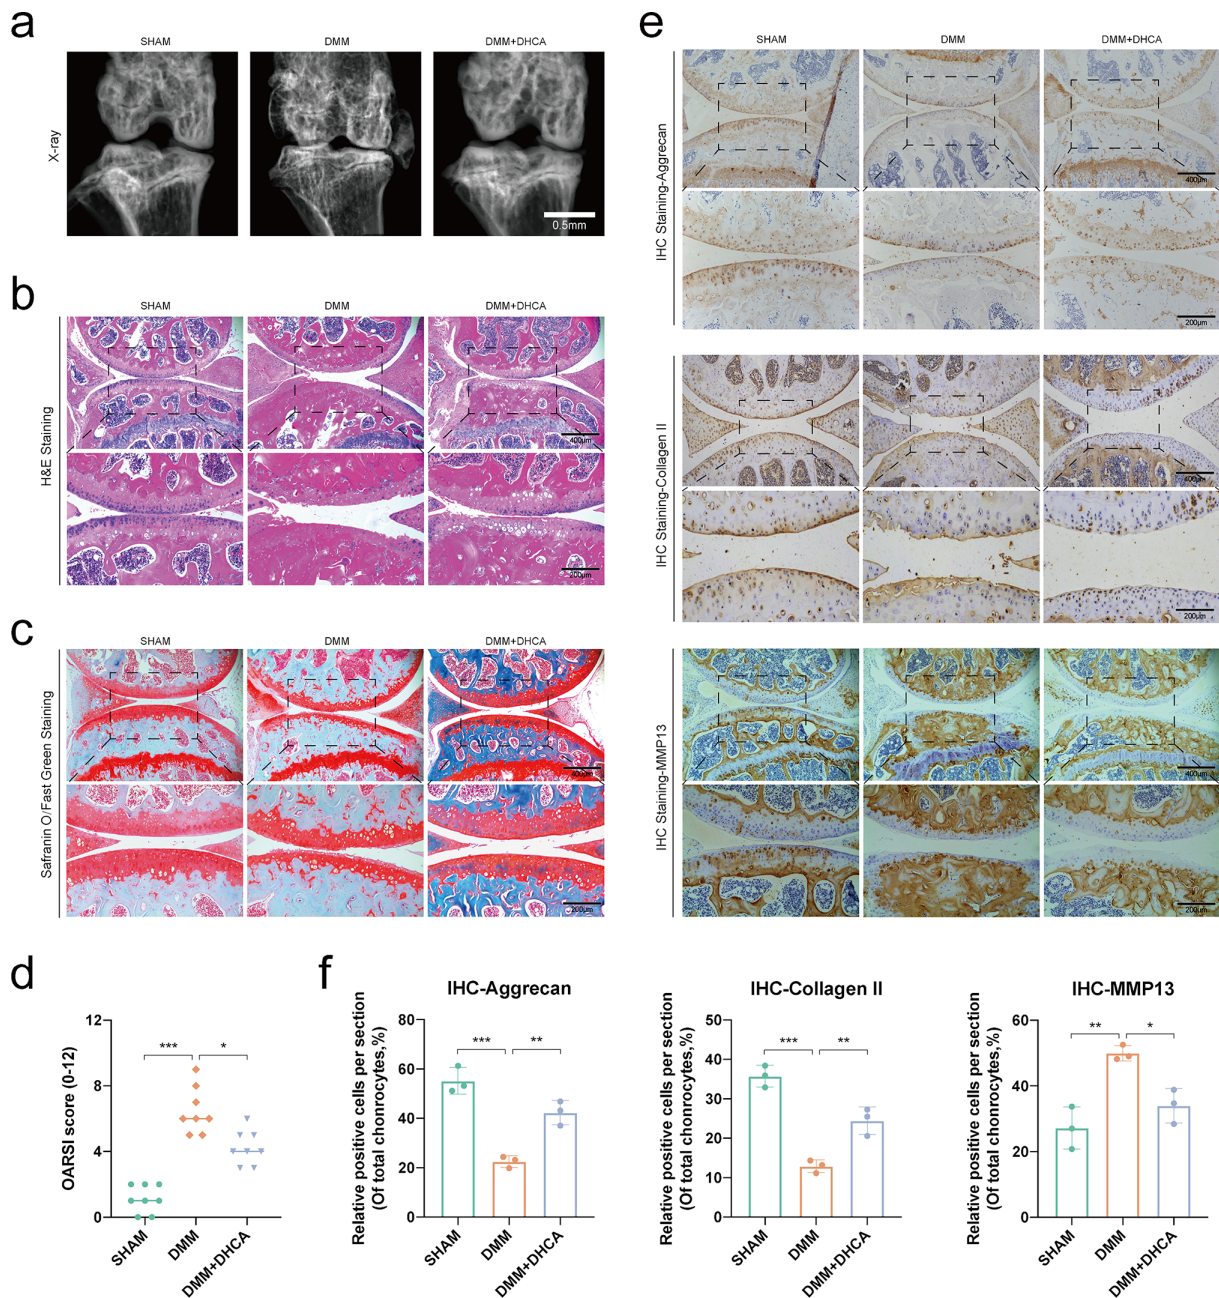 a
SHAM
DMM
DMM+DHCA
X-ray
0.5mm
b
SHAM
DMM
DMM+DHCA
H&E Staining
400μm
200μm
c
SHAM
DMM
DMM+DHCA
Safranin O/Fast Green Staining
400μm
200μm
d
OARSI score (0-12)
12
8
4
0
***
*
SHAM
DMM
DMM+DHCA
e
SHAM
DMM
DMM+DHCA
IHC Staining-Aggrecan
400μm
200μm
IHC Staining-Collagen II
400μm
200μm
IHC Staining-MMP13
400μm
200μm
f
IHC-Aggrecan
Relative positive cells per section
(Of total chonrocytes,%)
80
60
40
20
0
***
**
SHAM
DMM
DMM+DHCA
IHC-Collagen II
Relative positive cells per section
(Of total chonrocytes,%)
50
40
30
20
10
0
***
**
SHAM
DMM
DMM+DHCA
IHC-MMP13
Relative positive cells per section
(Of total chonrocytes,%)
60
40
20
0
**
*
SHAM
DMM
DMM+DHCA